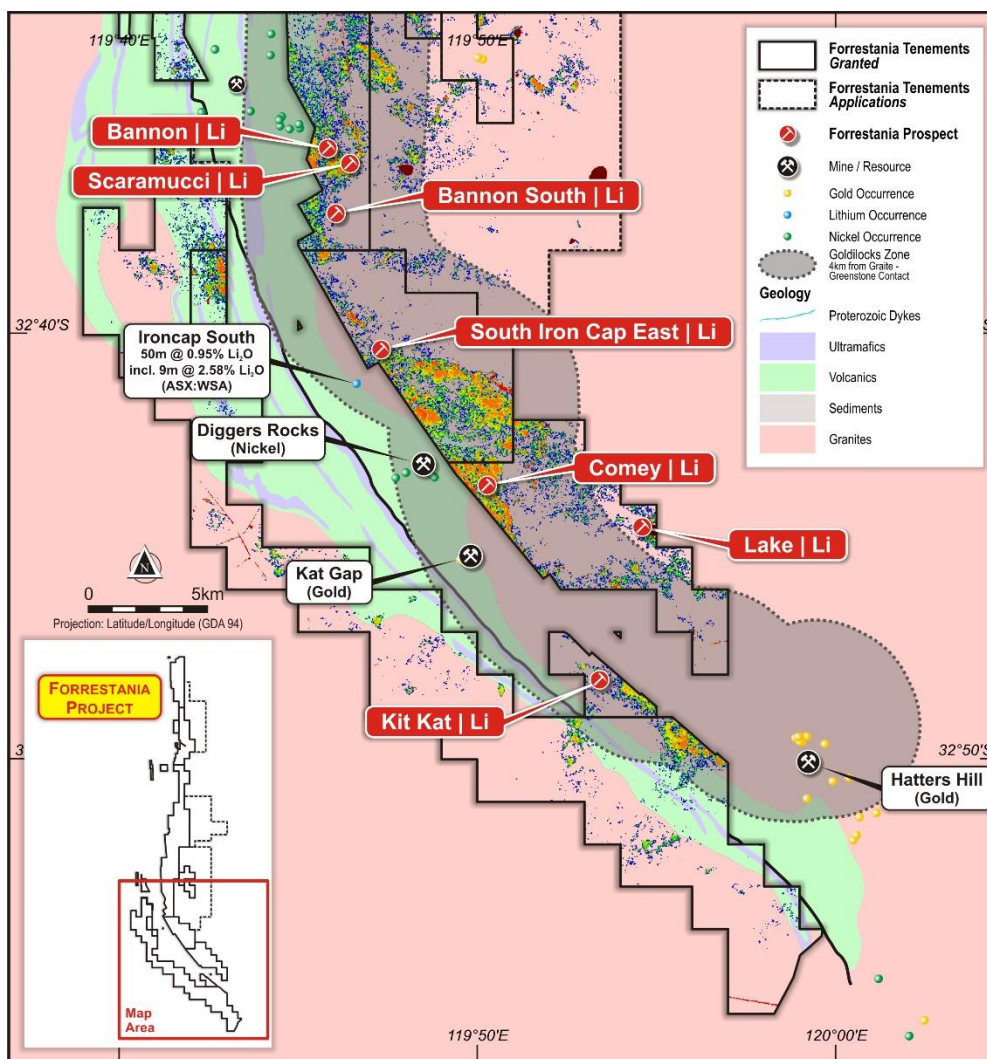 119°40'E
119°50'E
Bannon | Li
Scaramucci | Li
Bannon South | Li
32°40'S
South Iron Cap East | Li
Ironcap South
50m @ 0.95% Li₂O
incl. 9m @ 2.58% Li₂O
(ASX:WSA)
Diggers Rocks
(Nickel)
Comey | Li
Lake | Li
Kat Gap
(Gold)
N
0 5km
Projection: Latitude/Longitude (GDA 94)
Kit Kat | Li
32°50'S
Hatters Hill
(Gold)
119°50'E
120°00'E
Forrestania Tenements
Granted
Forrestania Tenements
Applications
Forrestania Prospect
Mine / Resource
Gold Occurrence
Lithium Occurrence
Nickel Occurrence
Goldilocks Zone
4km from Graite -
Greenstone Contact
Geology
Proterozoic Dykes
Ultramafics
Volcanics
Sediments
Granites
FORRESTANIA
PROJECT
Map
Area